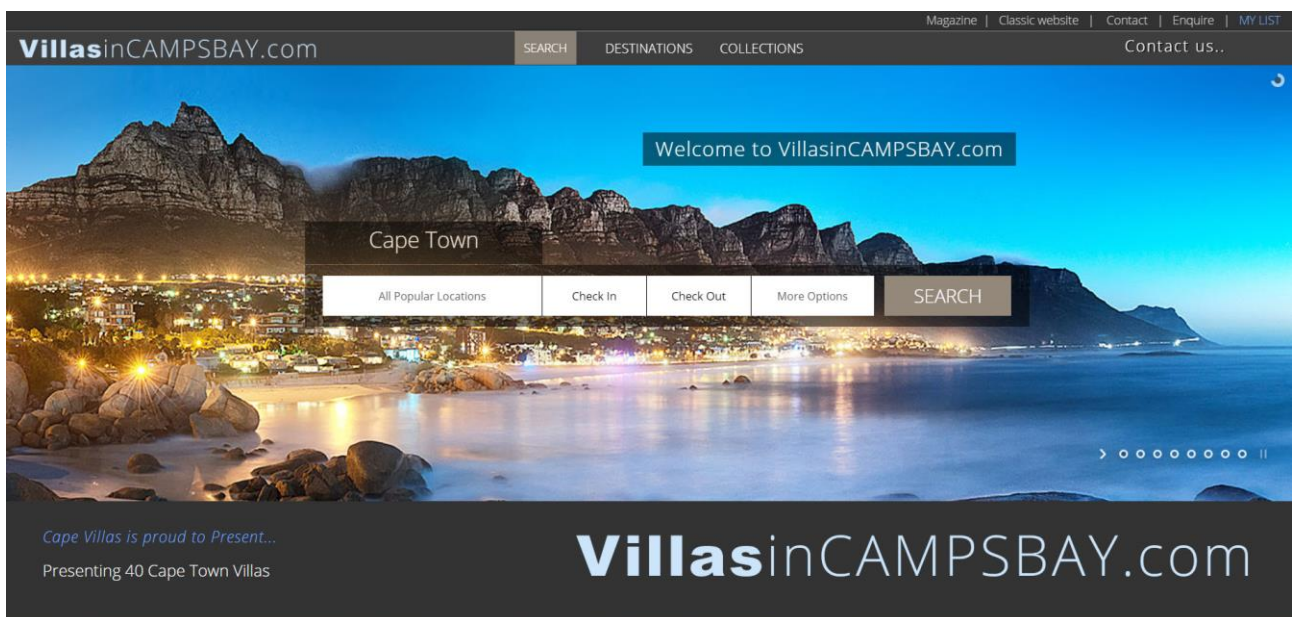 Magazine | Classic website | Contact | Enquire | MY LIST
VillasinCAMPSBAY.com SEARCH DESTINATIONS COLLECTIONS Contact us..
Welcome to VillasinCAMPSBAY.com
Cape Town
All Popular Locations Check In Check Out More Options SEARCH
Cape Villas is proud to Present...
Presenting 40 Cape Town Villas
VillasinCAMPSBAY.com